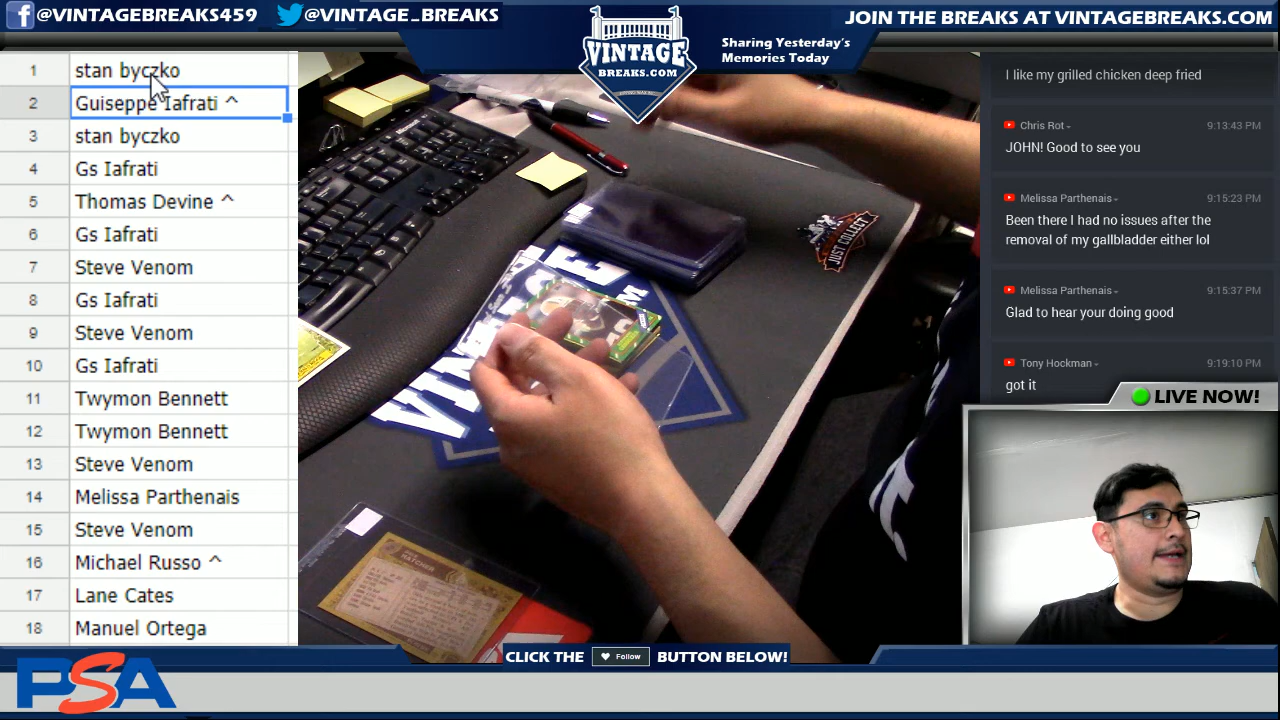 @VINTAGEBREAKS459
@VINTAGE_BREAKS
JOIN THE BREAKS AT VINTAGEBREAKS.COM
VINTAGE
BREAKS.COM
Sharing Yesterday's
Memories Today
1 stan byczko
2 Guiseppe Iafrati ^
3 stan byczko
4 Gs Iafrati
5 Thomas Devine ^
6 Gs Iafrati
7 Steve Venom
8 Gs Iafrati
9 Steve Venom
10 Gs Iafrati
11 Twymon Bennett
12 Twymon Bennett
13 Steve Venom
14 Melissa Parthenais
15 Steve Venom
16 Michael Russo ^
17 Lane Cates
18 Manuel Ortega
JUST COLLECT
HATCHER
I like my grilled chicken deep fried
Chris Rot 9:13:43 PM
JOHN! Good to see you
Melissa Parthenais 9:15:23 PM
Been there I had no issues after the
removal of my gallbladder either lol
Melissa Parthenais 9:15:37 PM
Glad to hear your doing good
Tony Hockman 9:19:10 PM
got it
LIVE NOW!
CLICK THE Follow BUTTON BELOW!
PSA